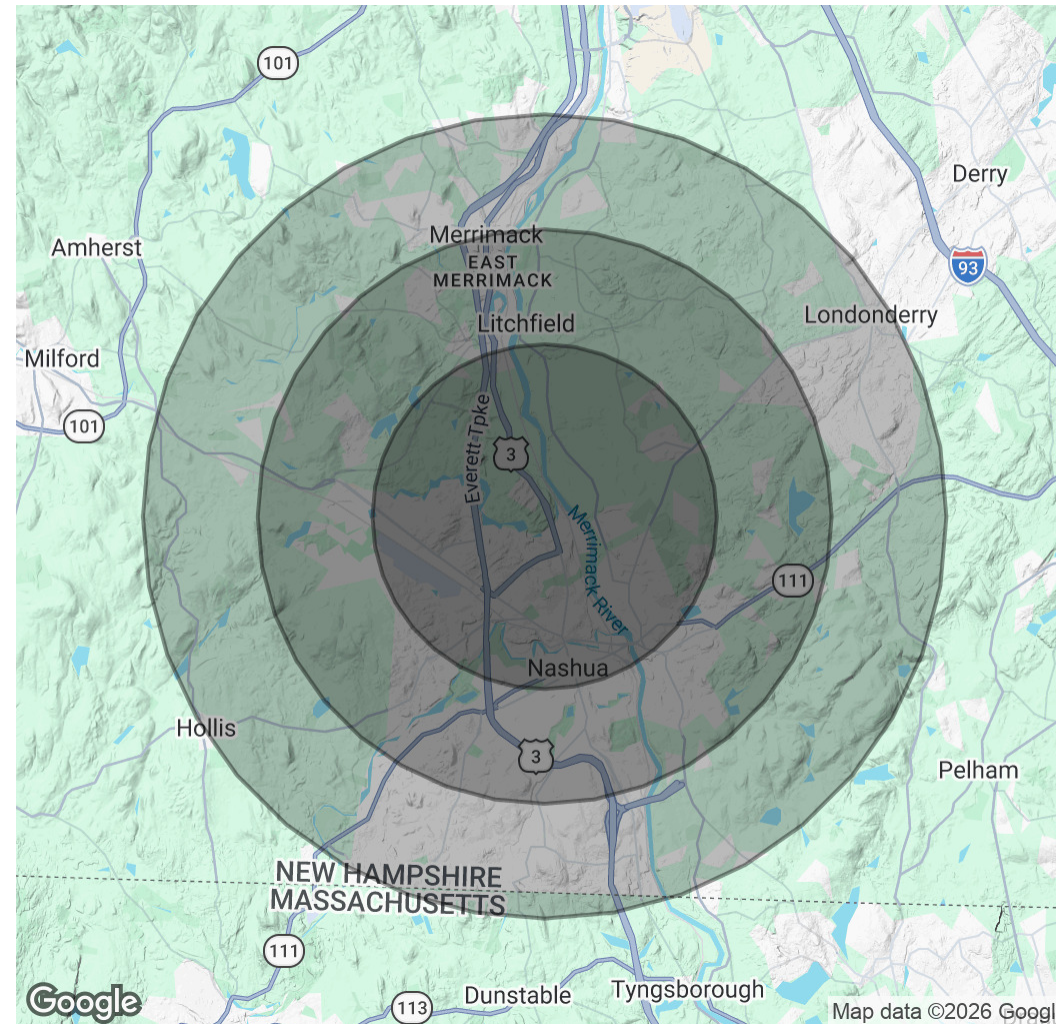 101
Derry
Amherst
Merrimack
EAST
MERRIMACK
93
Londonderry
Litchfield
Milford
101
Everett Tpke
3
Merrimack River
111
Nashua
Hollis
3
Pelham
NEW HAMPSHIRE
MASSACHUSETTS
111
Dunstable
Tyngsborough
113
Google
Map data ©2026 Googl